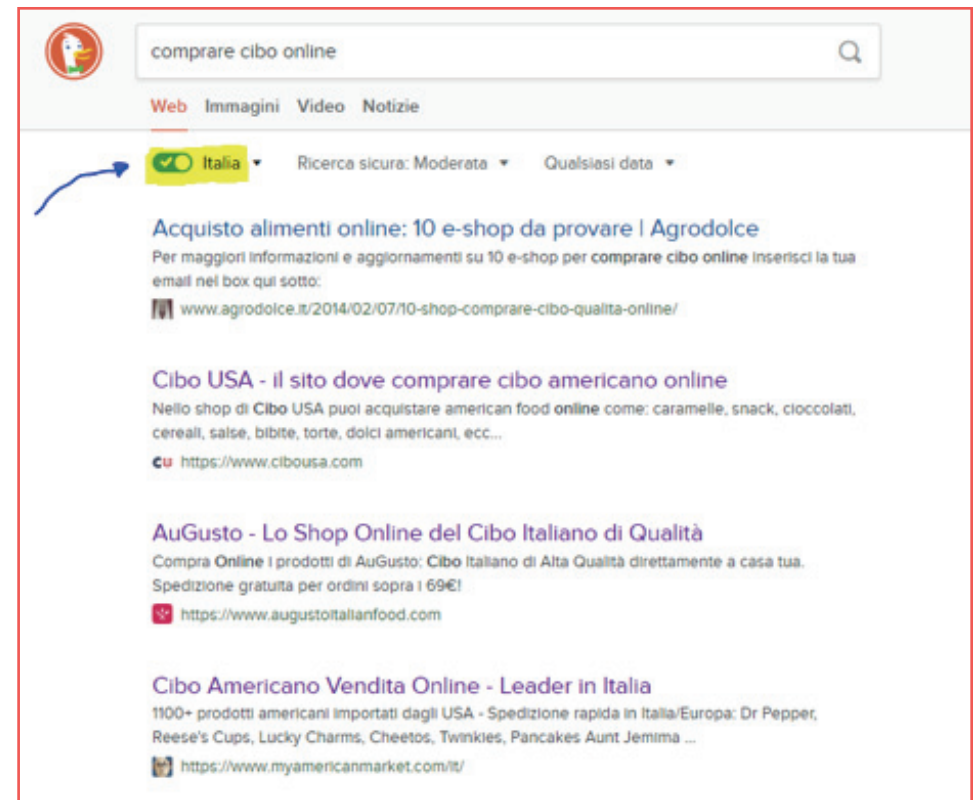 comprare cibo online
Web Immagini Video Notizie
Italia Ricerca sicura: Moderata Qualsiasi data
Acquisto alimenti online: 10 e-shop da provare | Agrodolce
Per maggiori informazioni e aggiornamenti su 10 e-shop per comprare cibo online inserisci la tua
email nel box qui sotto:
www.agrodolce.it/2014/02/07/10-shop-comprare-cibo-qualita-online/
Cibo USA - il sito dove comprare cibo americano online
Nello shop di Cibo USA puoi acquistare american food online come: caramelle, snack, cioccolati,
cereali, salse, bibite, torte, dolci americani, ecc...
CU https://www.cibousa.com
AuGusto - Lo Shop Online del Cibo Italiano di Qualità
Compra Online i prodotti di AuGusto: Cibo Italiano di Alta Qualità direttamente a casa tua.
Spedizione gratuita per ordini sopra i 69€!
https://www.augustoitalianfood.com
Cibo Americano Vendita Online - Leader in Italia
1100+ prodotti americani importati dagli USA - Spedizione rapida in Italia/Europa: Dr Pepper,
Reese's Cups, Lucky Charms, Cheetos, Twinkies, Pancakes Aunt Jemima ...
https://www.myamericanmarket.com/it/